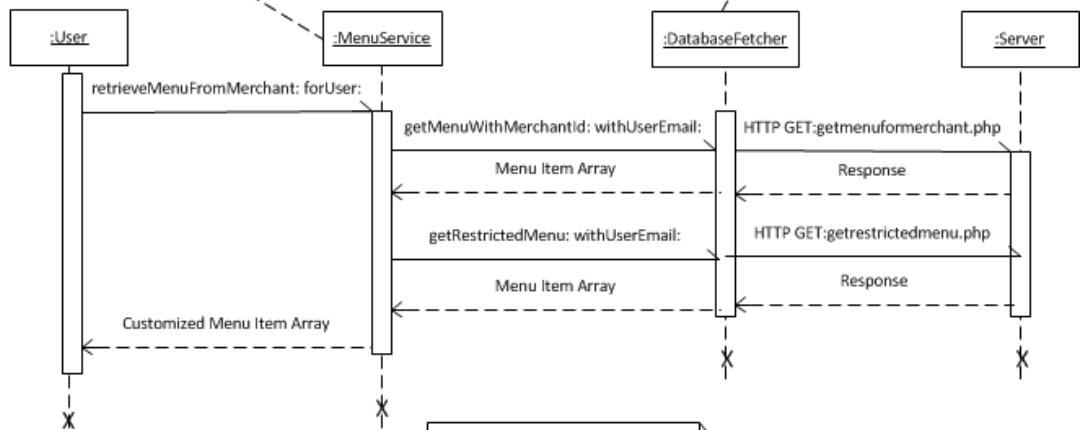 :User
:MenuService
:DatabaseFetcher
:Server
retrieveMenuFromMerchant: forUser:
getMenuWithMerchantId: withUserEmail:
HTTP GET:getmenuformerchant.php
Menu Item Array
Response
getRestrictedMenu: withUserEmail:
HTTP GET:getrestrictedmenu.php
Menu Item Array
Response
Customized Menu Item Array
X
X
X
X